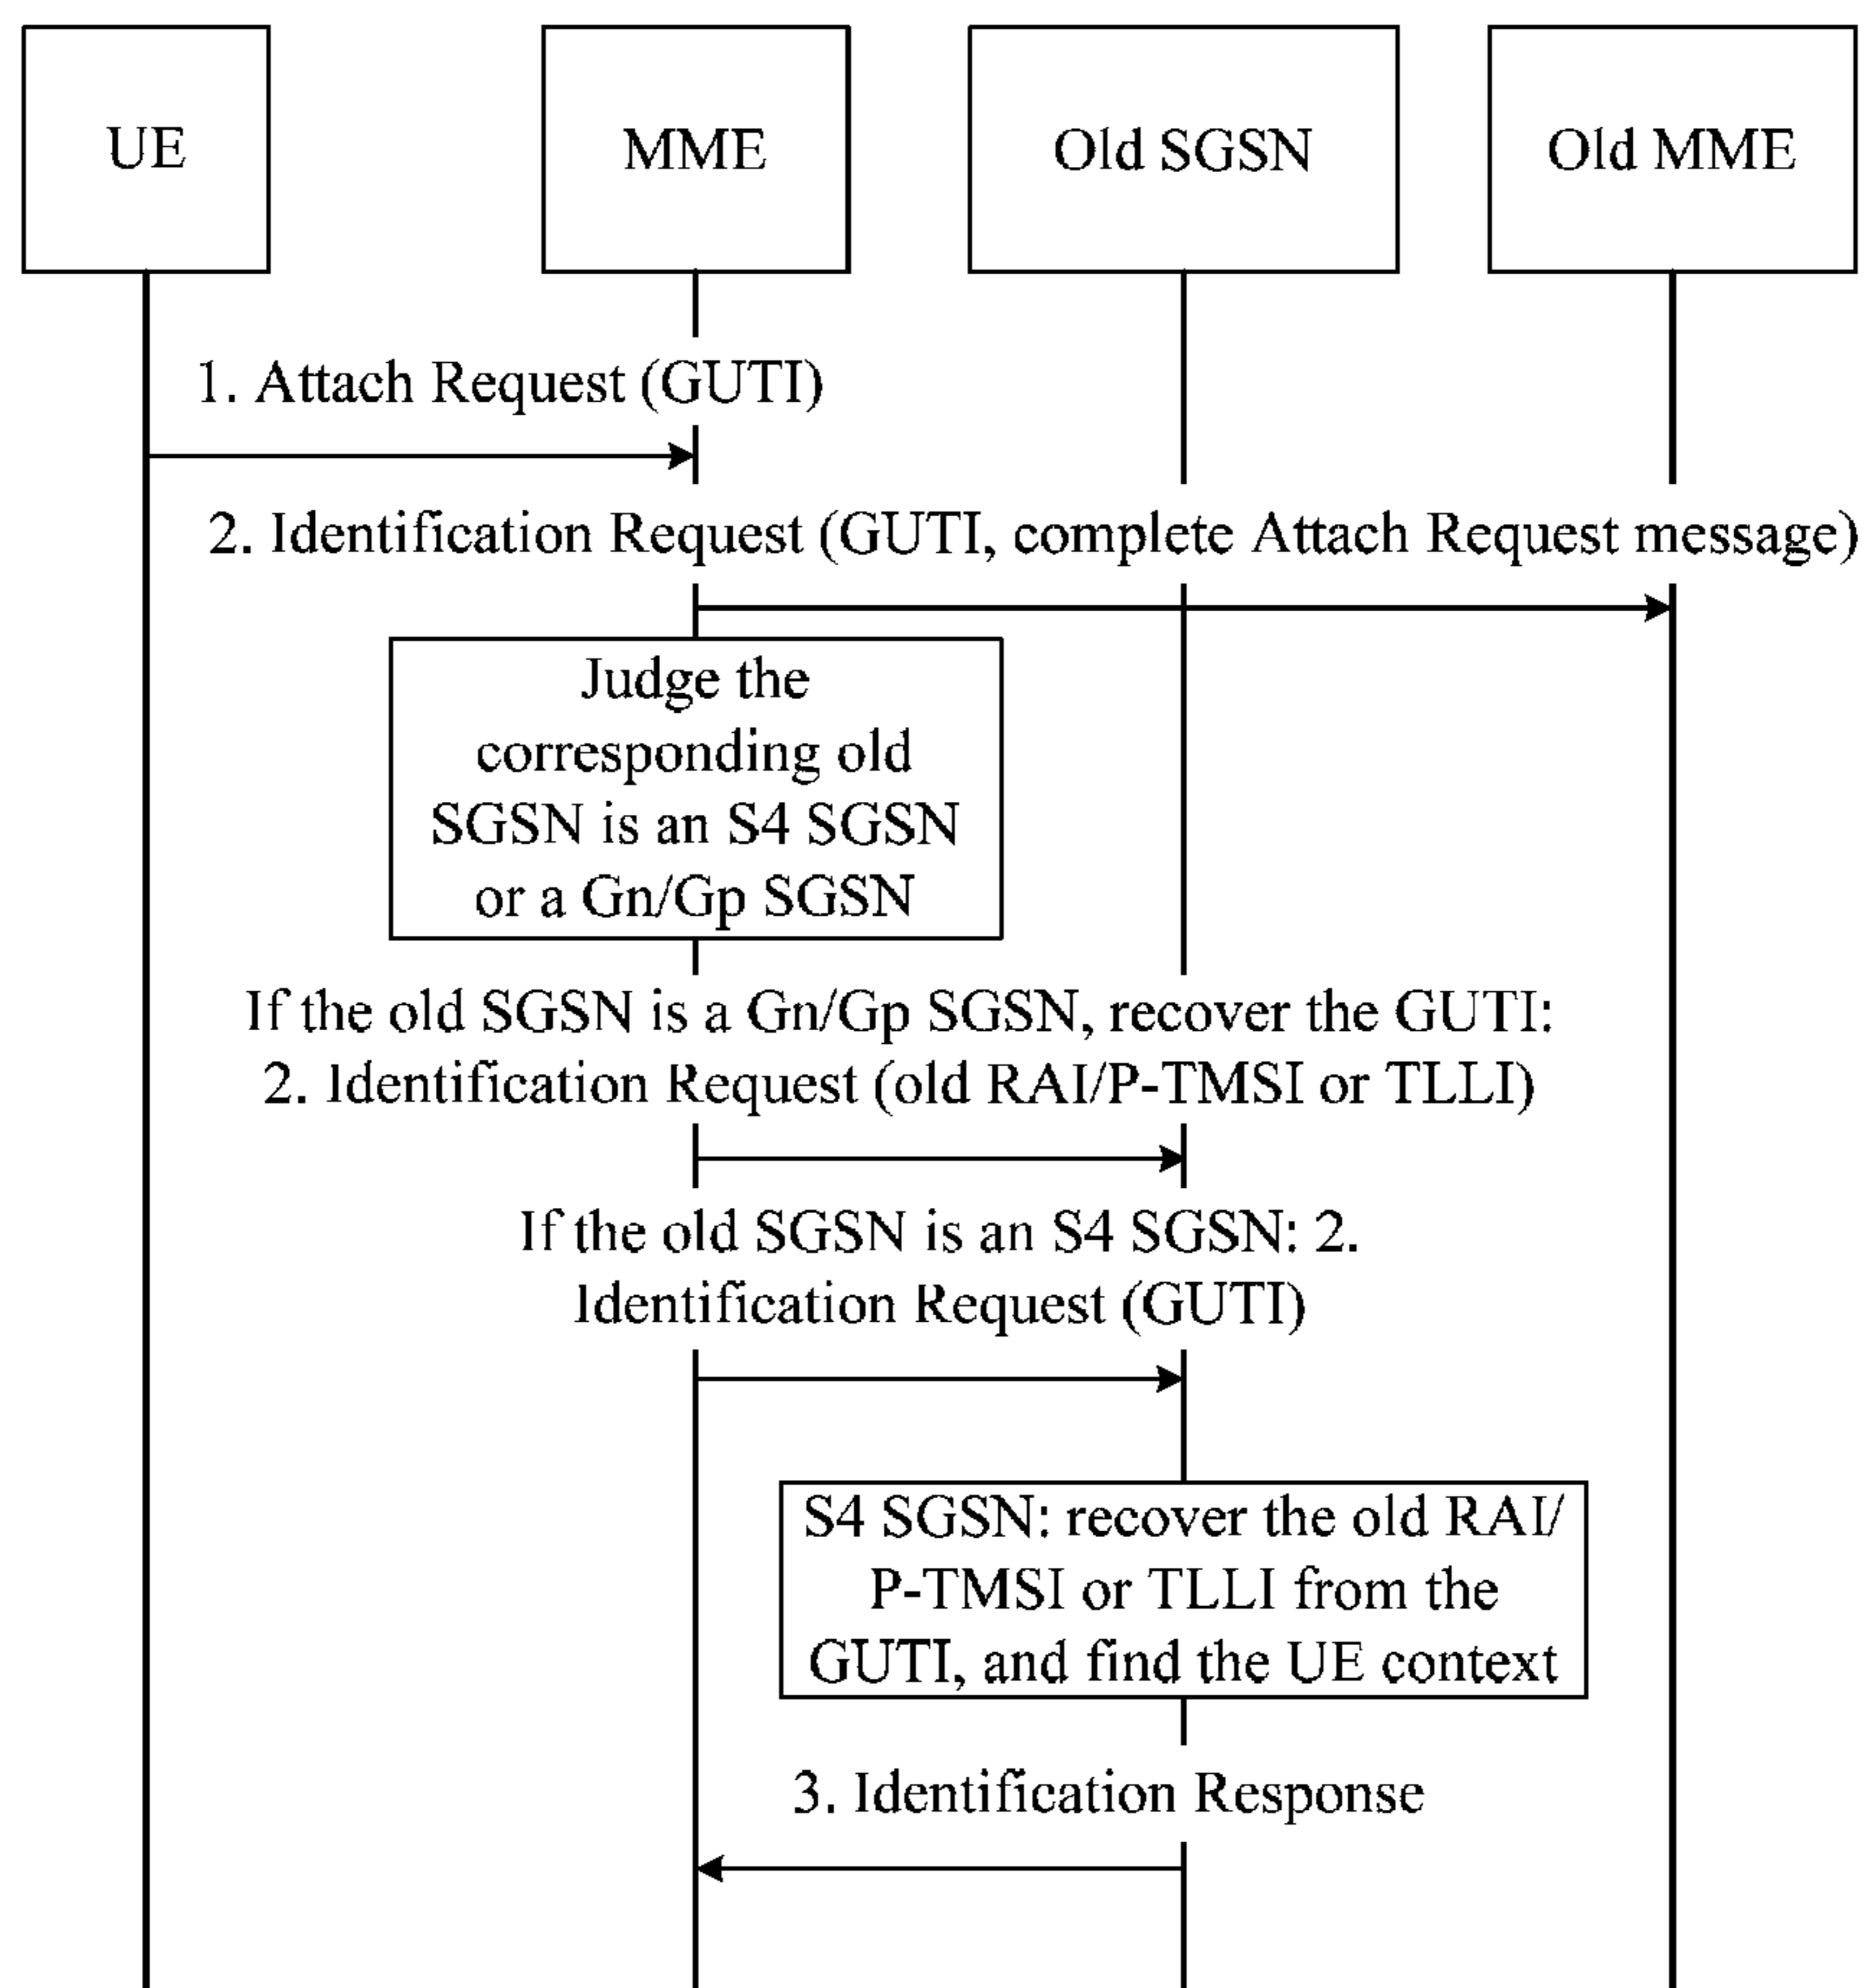 UE
MME
Old SGSN
Old MME
1. Attach Request (GUTI)
2. Identification Request (GUTI, complete Attach Request message)
Judge the
corresponding old
SGSN is an S4 SGSN
or a Gn/Gp SGSN
If the old SGSN is a Gn/Gp SGSN, recover the GUTI:
2. Identification Request (old RAI/P-TMSI or TLLI)
If the old SGSN is an S4 SGSN: 2.
Identification Request (GUTI)
S4 SGSN: recover the old RAI/
P-TMSI or TLLI from the
GUTI, and find the UE context
3. Identification Response